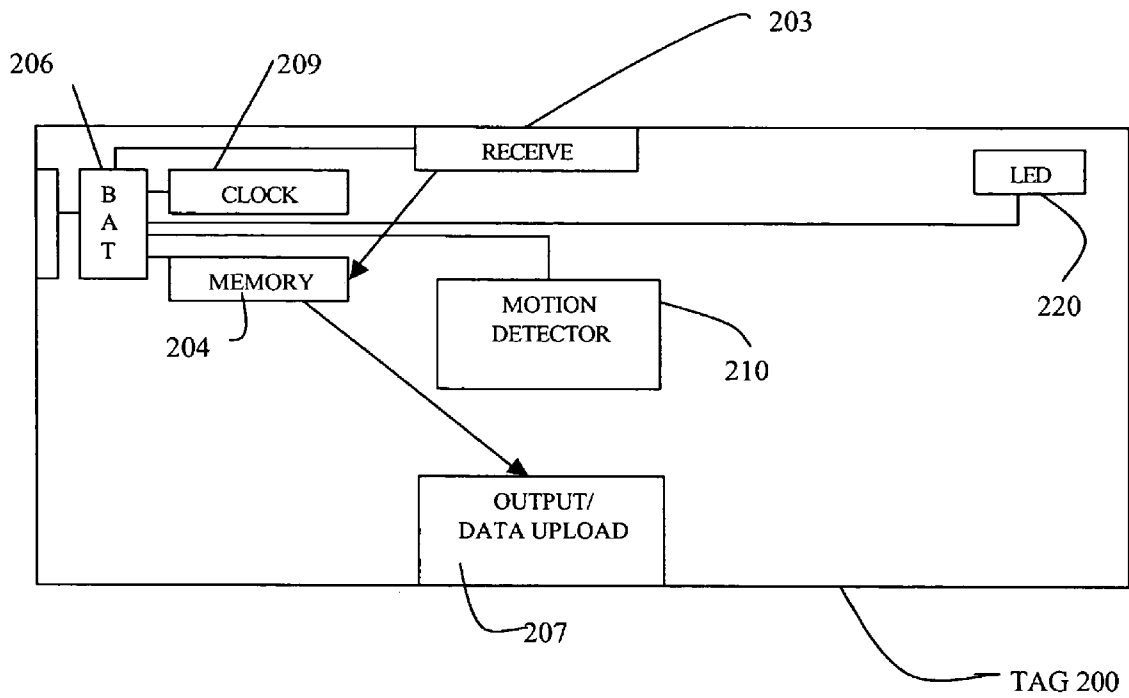 203
206
209
RECEIVE
LED
B
A
T
CLOCK
MEMORY
MOTION
DETECTOR
220
204
210
OUTPUT/
DATA UPLOAD
207
TAG 200